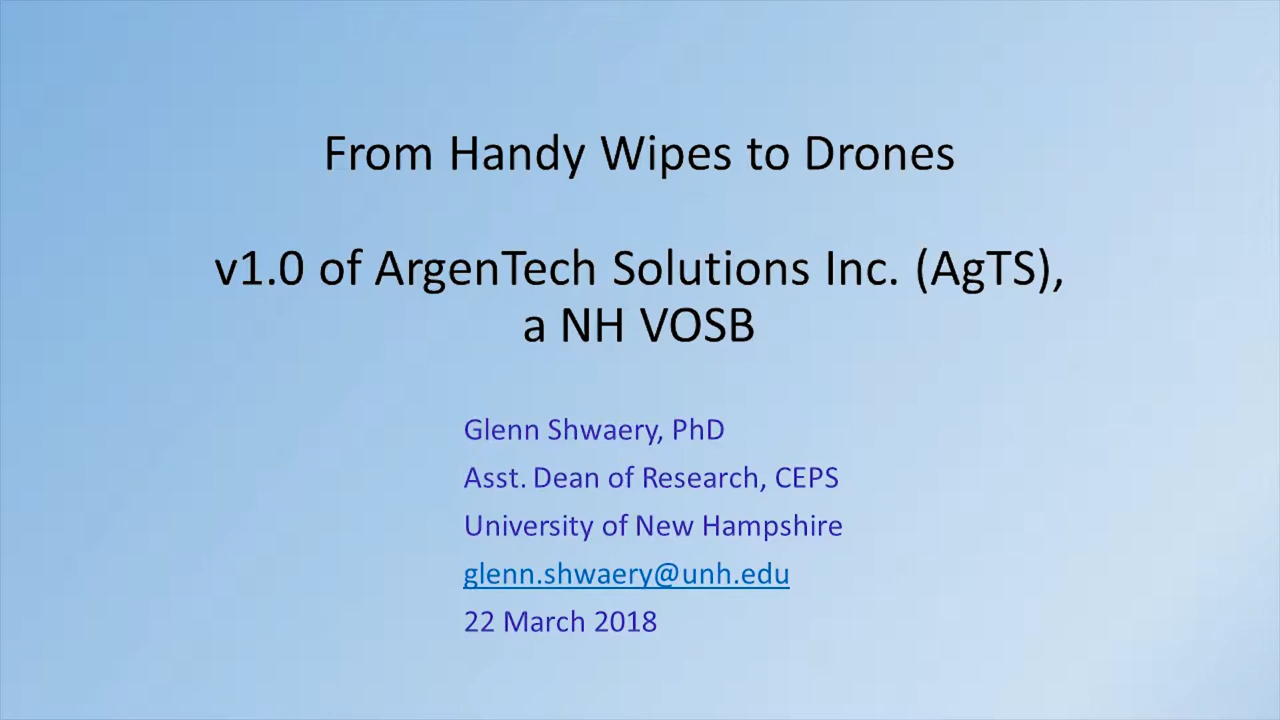 From Handy Wipes to Drones
v1.0 of ArgenTech Solutions Inc. (AgTS),
a NH VOSB
Glenn Shwaery, PhD
Asst. Dean of Research, CEPS
University of New Hampshire
glenn.shwaery@unh.edu
22 March 2018